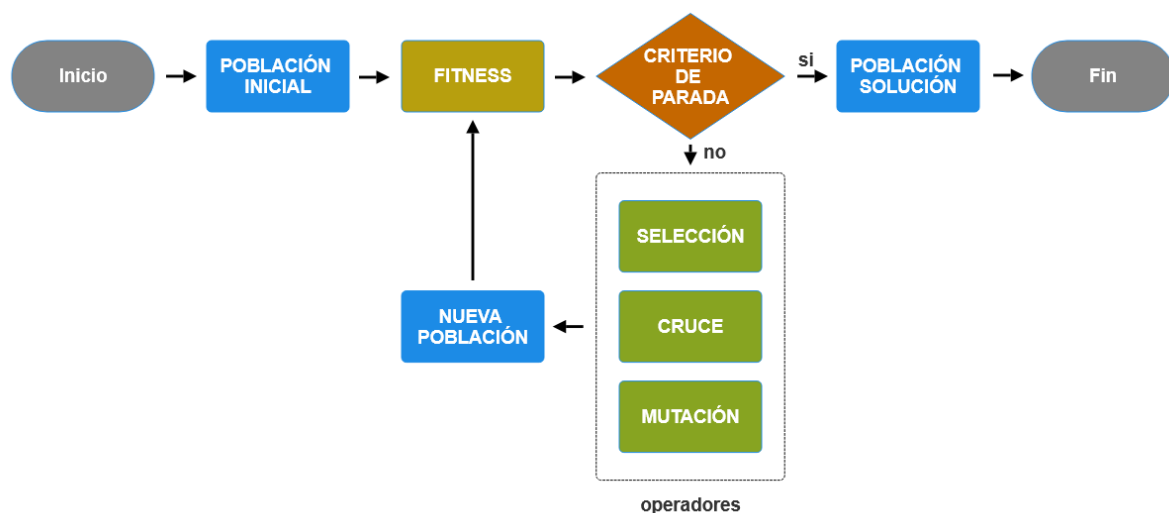 Inicio
POBLACIÓN
INICIAL
FITNESS
CRITERIO
DE
PARADA
si
POBLACIÓN
SOLUCIÓN
Fin
no
SELECCIÓN
CRUCE
MUTACIÓN
NUEVA
POBLACIÓN
operadores